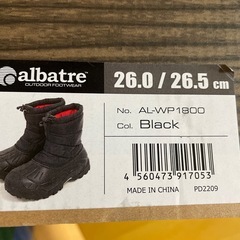 albatre
OUTDOOR FOOTWEAR
26.0 / 26.5 cm
No. AL-WP1800
Col. Black
4 560473 917053
MADE IN CHINA PD2209